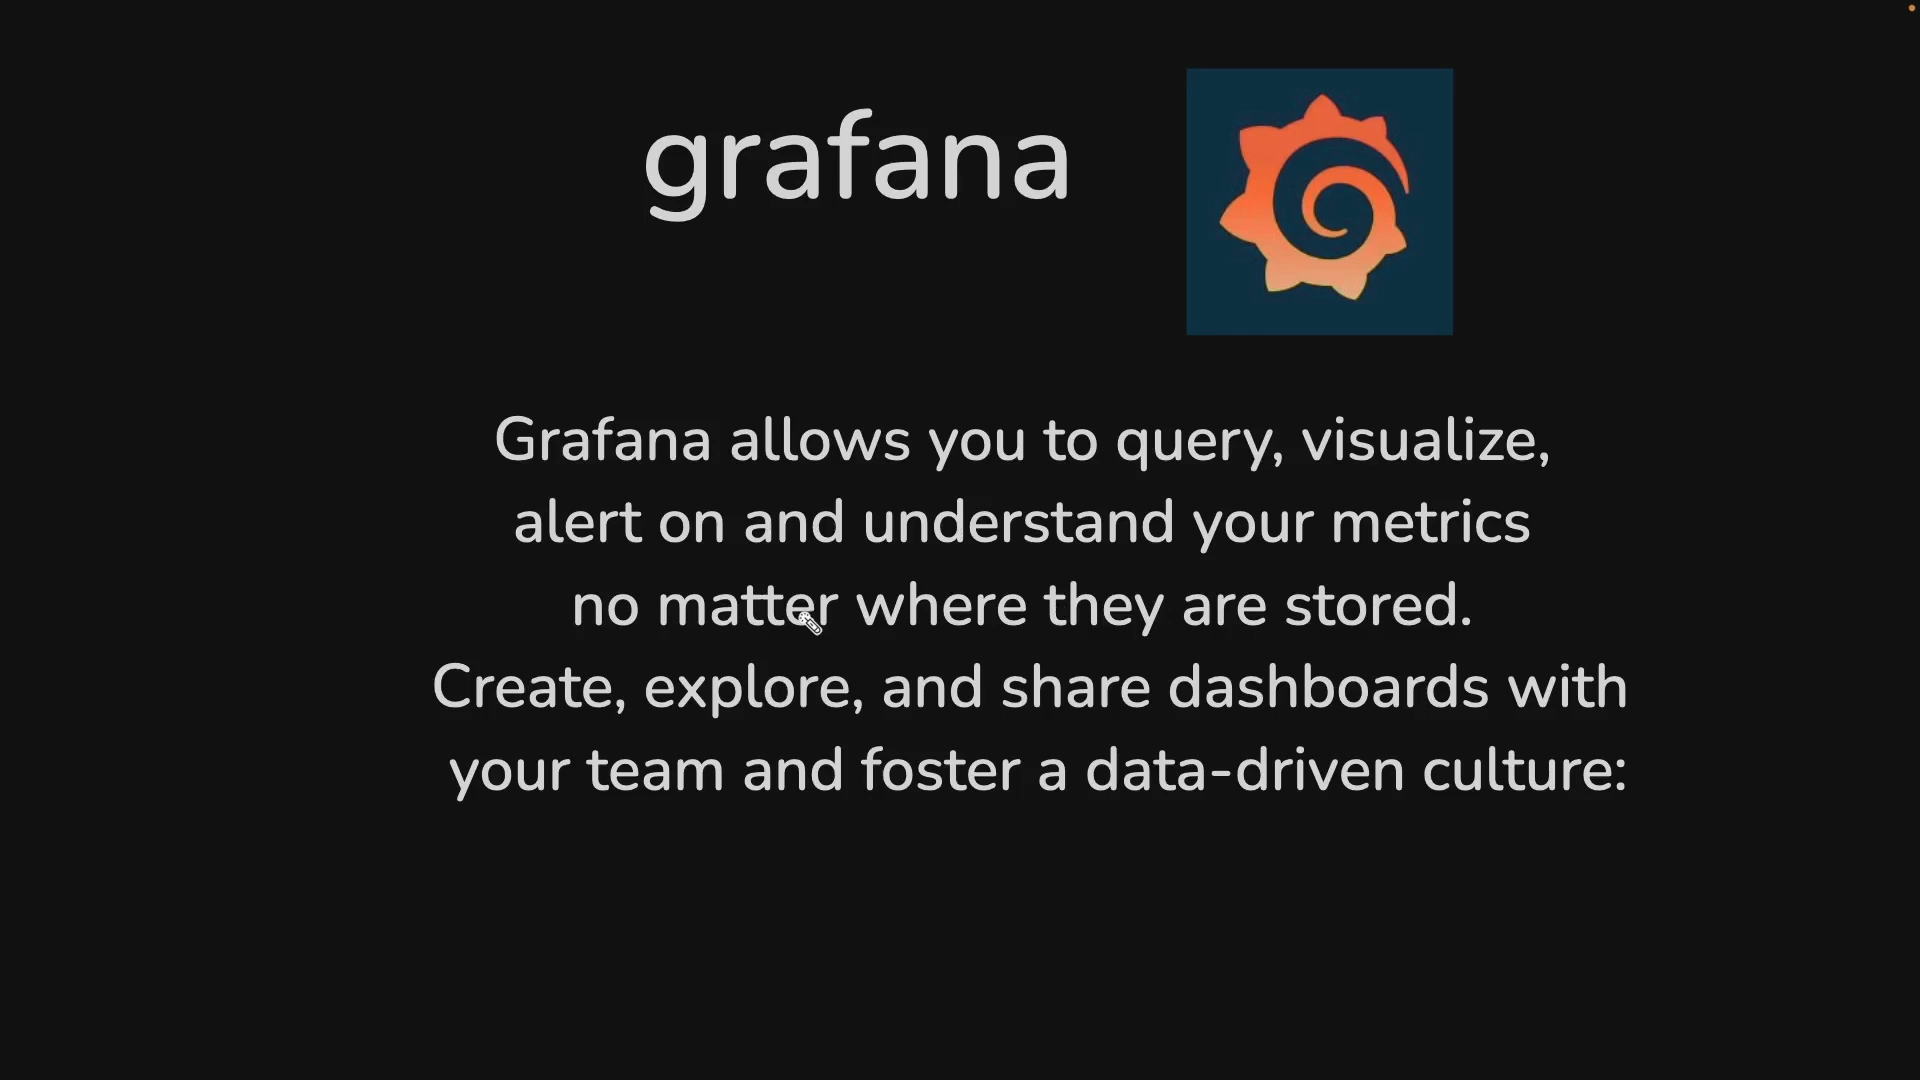 grafana
Grafana allows you to query, visualize,
alert on and understand your metrics
no matter where they are stored.
Create, explore, and share dashboards with
your team and foster a data-driven culture: